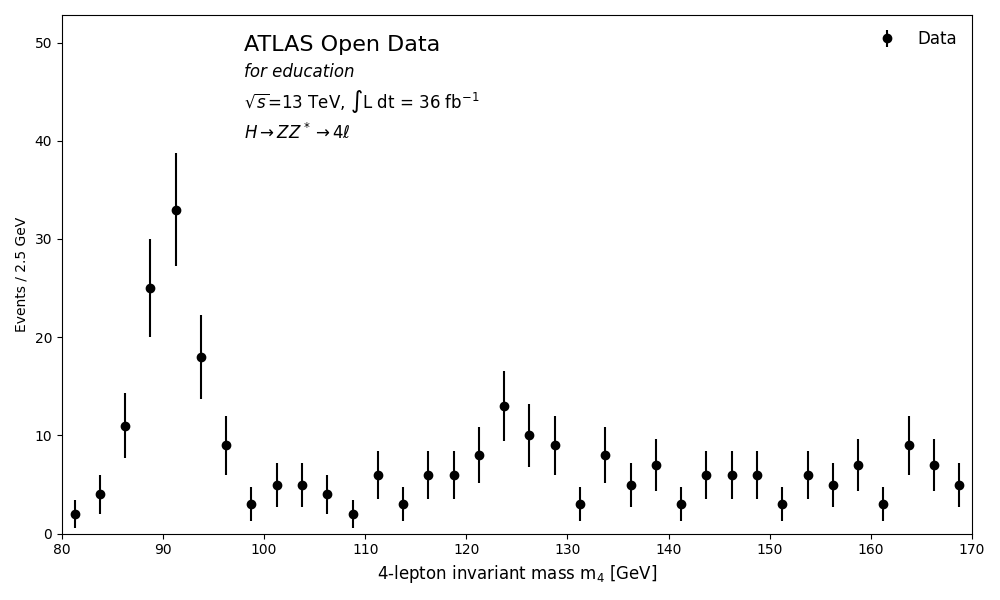 ATLAS Open Data
for education
√s=13 TeV, ∫L dt = 36 fb⁻¹
H→ZZ*→4ℓ
Data
Events / 2.5 GeV
50
40
30
20
10
0
80 90 100 110 120 130 140 150 160 170
4-lepton invariant mass m₄ [GeV]